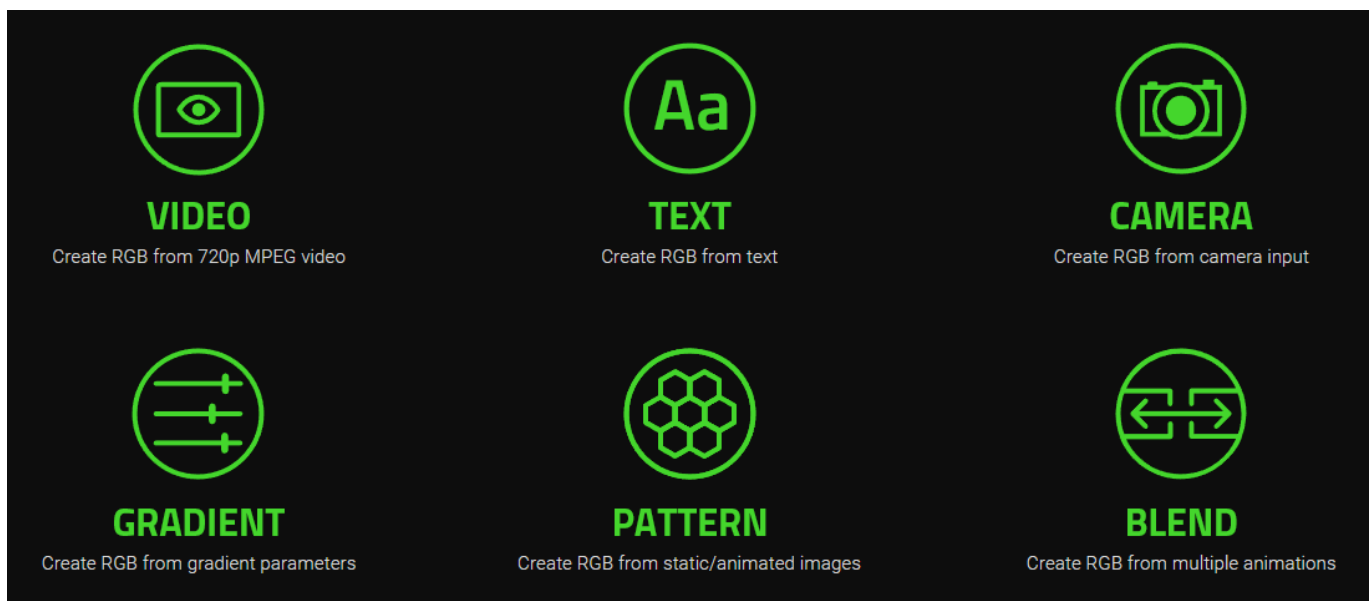 Aa
VIDEO
TEXT
CAMERA
Create RGB from 720p MPEG video
Create RGB from text
Create RGB from camera input
GRADIENT
PATTERN
BLEND
Create RGB from gradient parameters
Create RGB from static/animated images
Create RGB from multiple animations